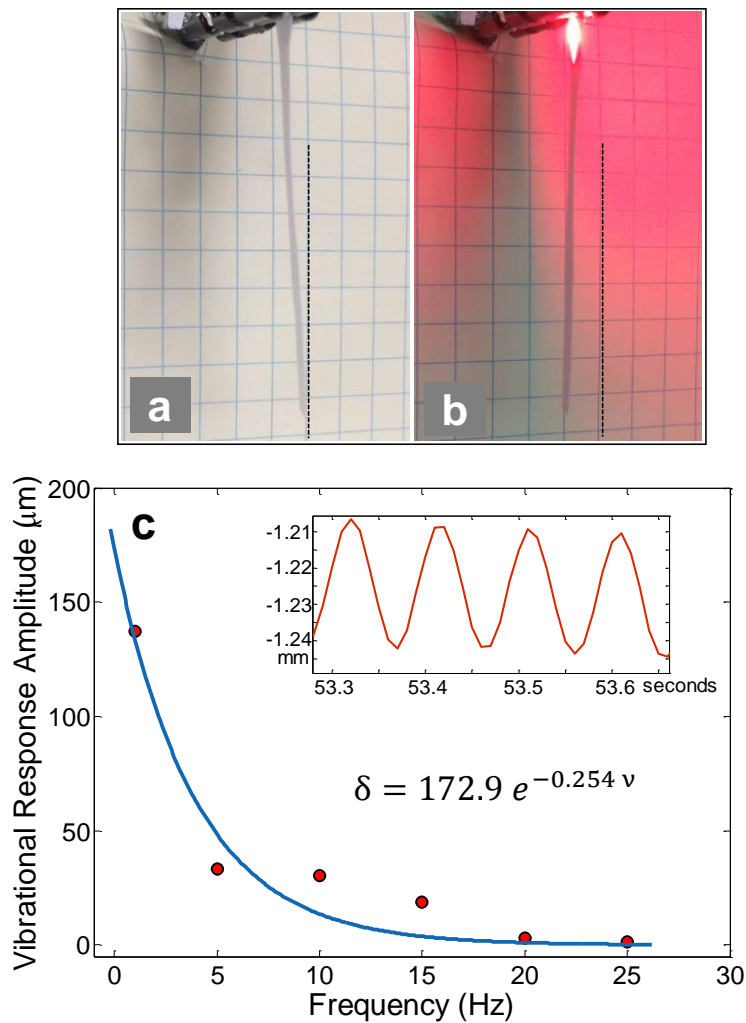 a
b
c
200
150
100
50
0
Vibrational Response Amplitude (μm)
0 5 10 15 20 25 30
Frequency (Hz)
-1.21
-1.22
-1.23
-1.24
mm
53.3 53.4 53.5 53.6 seconds
δ = 172.9 e^{−0.254 ν}